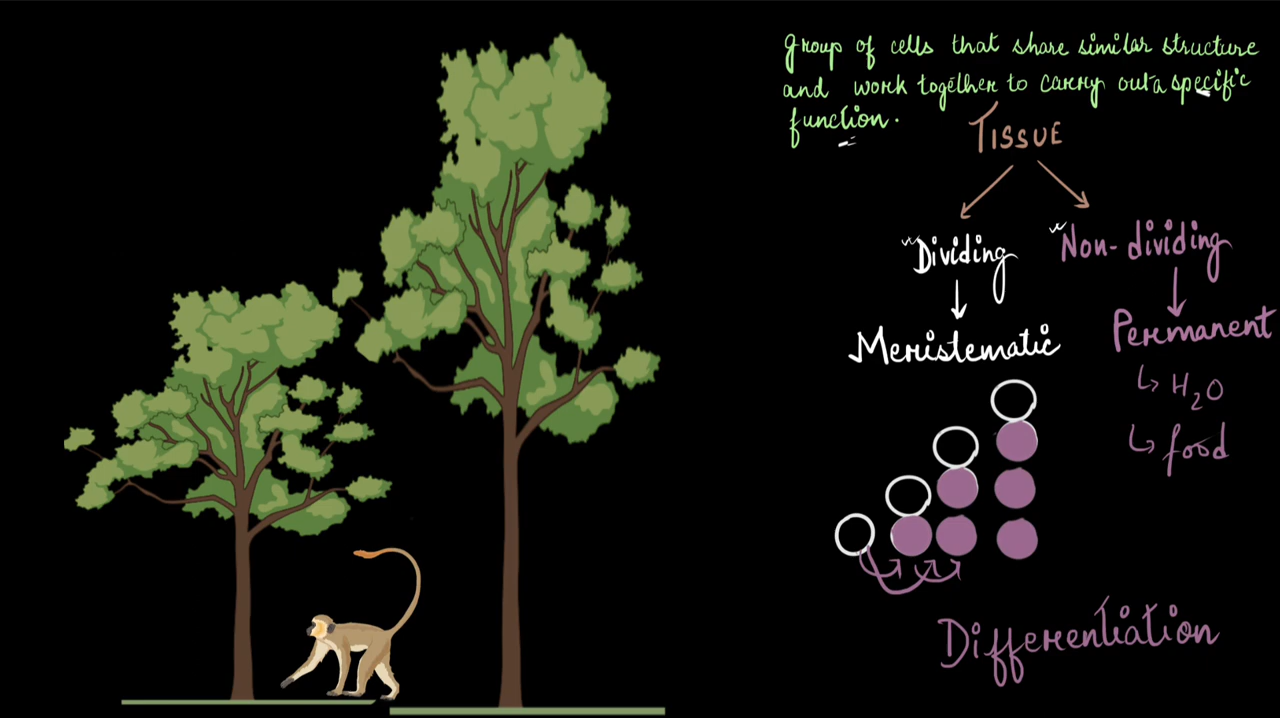 group of cells that share similar structure
and work together to carry out a specific
function.
TISSUE
"Dividing
"Non-dividing
Meristematic
Permanent
↳ H₂O
↳ food
Differentiation